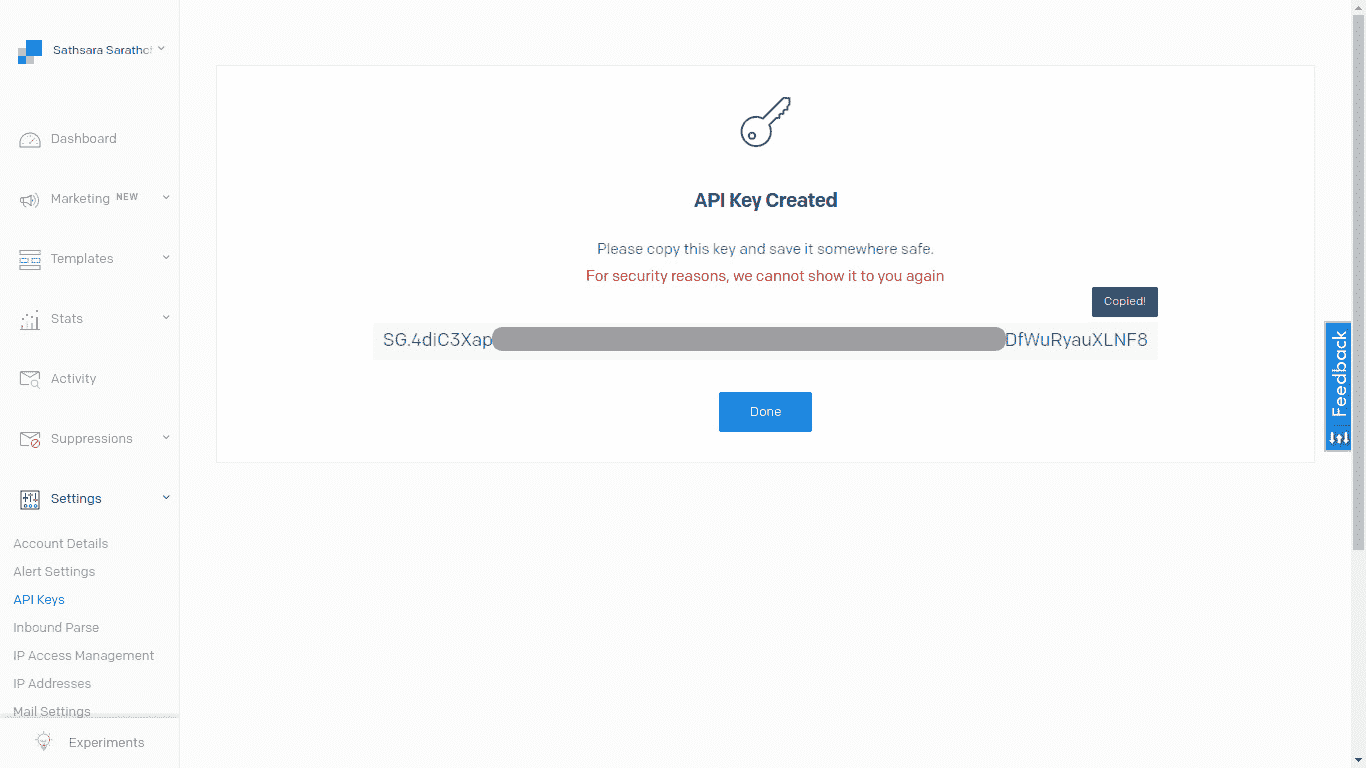 Sathsara Sarathch
Dashboard
Marketing NEW
Templates
Stats
Activity
Suppressions
Settings
Account Details
Alert Settings
API Keys
Inbound Parse
IP Access Management
IP Addresses
Mail Settings
Experiments
API Key Created
Please copy this key and save it somewhere safe.
For security reasons, we cannot show it to you again
Copied!
SG.4diC3Xap DfWuRyauXLNF8
Done
Feedback